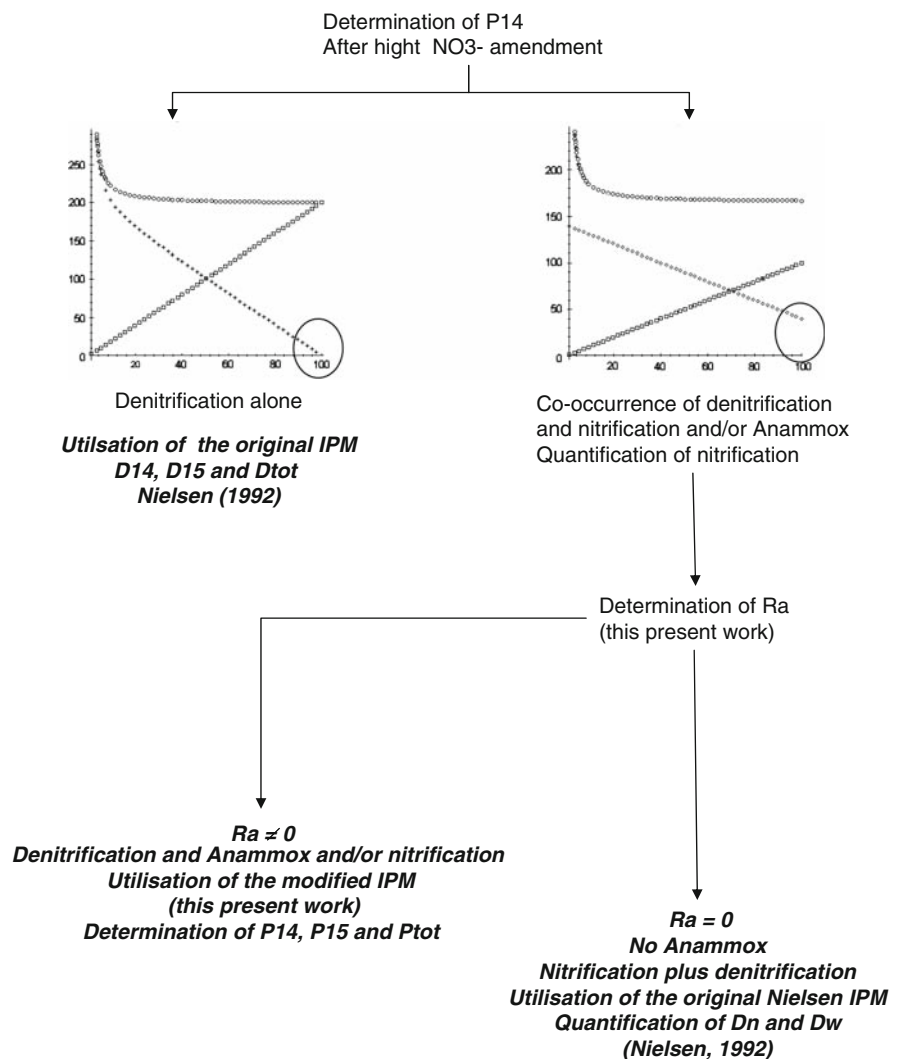 Determination of P14
After hight NO3- amendment
250
200
150
100
50
0
20
40
60
80
100
Denitrification alone
Utilsation of the original IPM
D14, D15 and Dtot
Nielsen (1992)
200
150
100
50
0
20
40
60
80
100
Co-occurrence of denitrification
and nitrification and/or Anammox
Quantification of nitrification
Determination of Ra
(this present work)
Ra ≠ 0
Denitrification and Anammox and/or nitrification
Utilisation of the modified IPM
(this present work)
Determination of P14, P15 and Ptot
Ra = 0
No Anammox
Nitrification plus denitrification
Utilisation of the original Nielsen IPM
Quantification of Dn and Dw
(Nielsen, 1992)